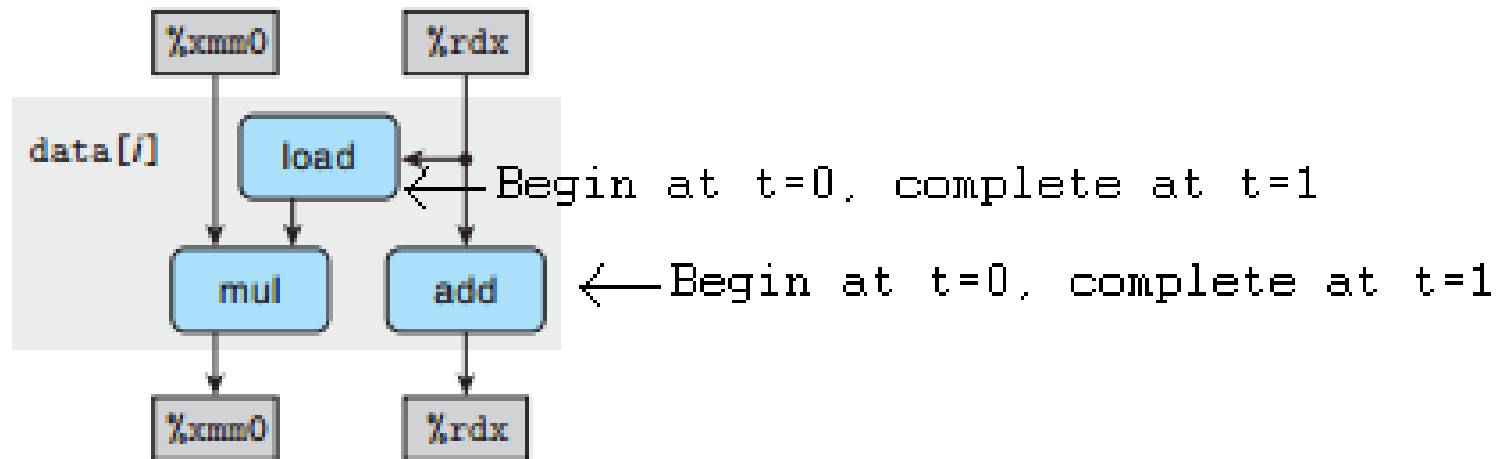 %xmm0 %rdx
load
data[i]
Begin at t=0, complete at t=1
mul add
Begin at t=0, complete at t=1
%xmm0 %rdx